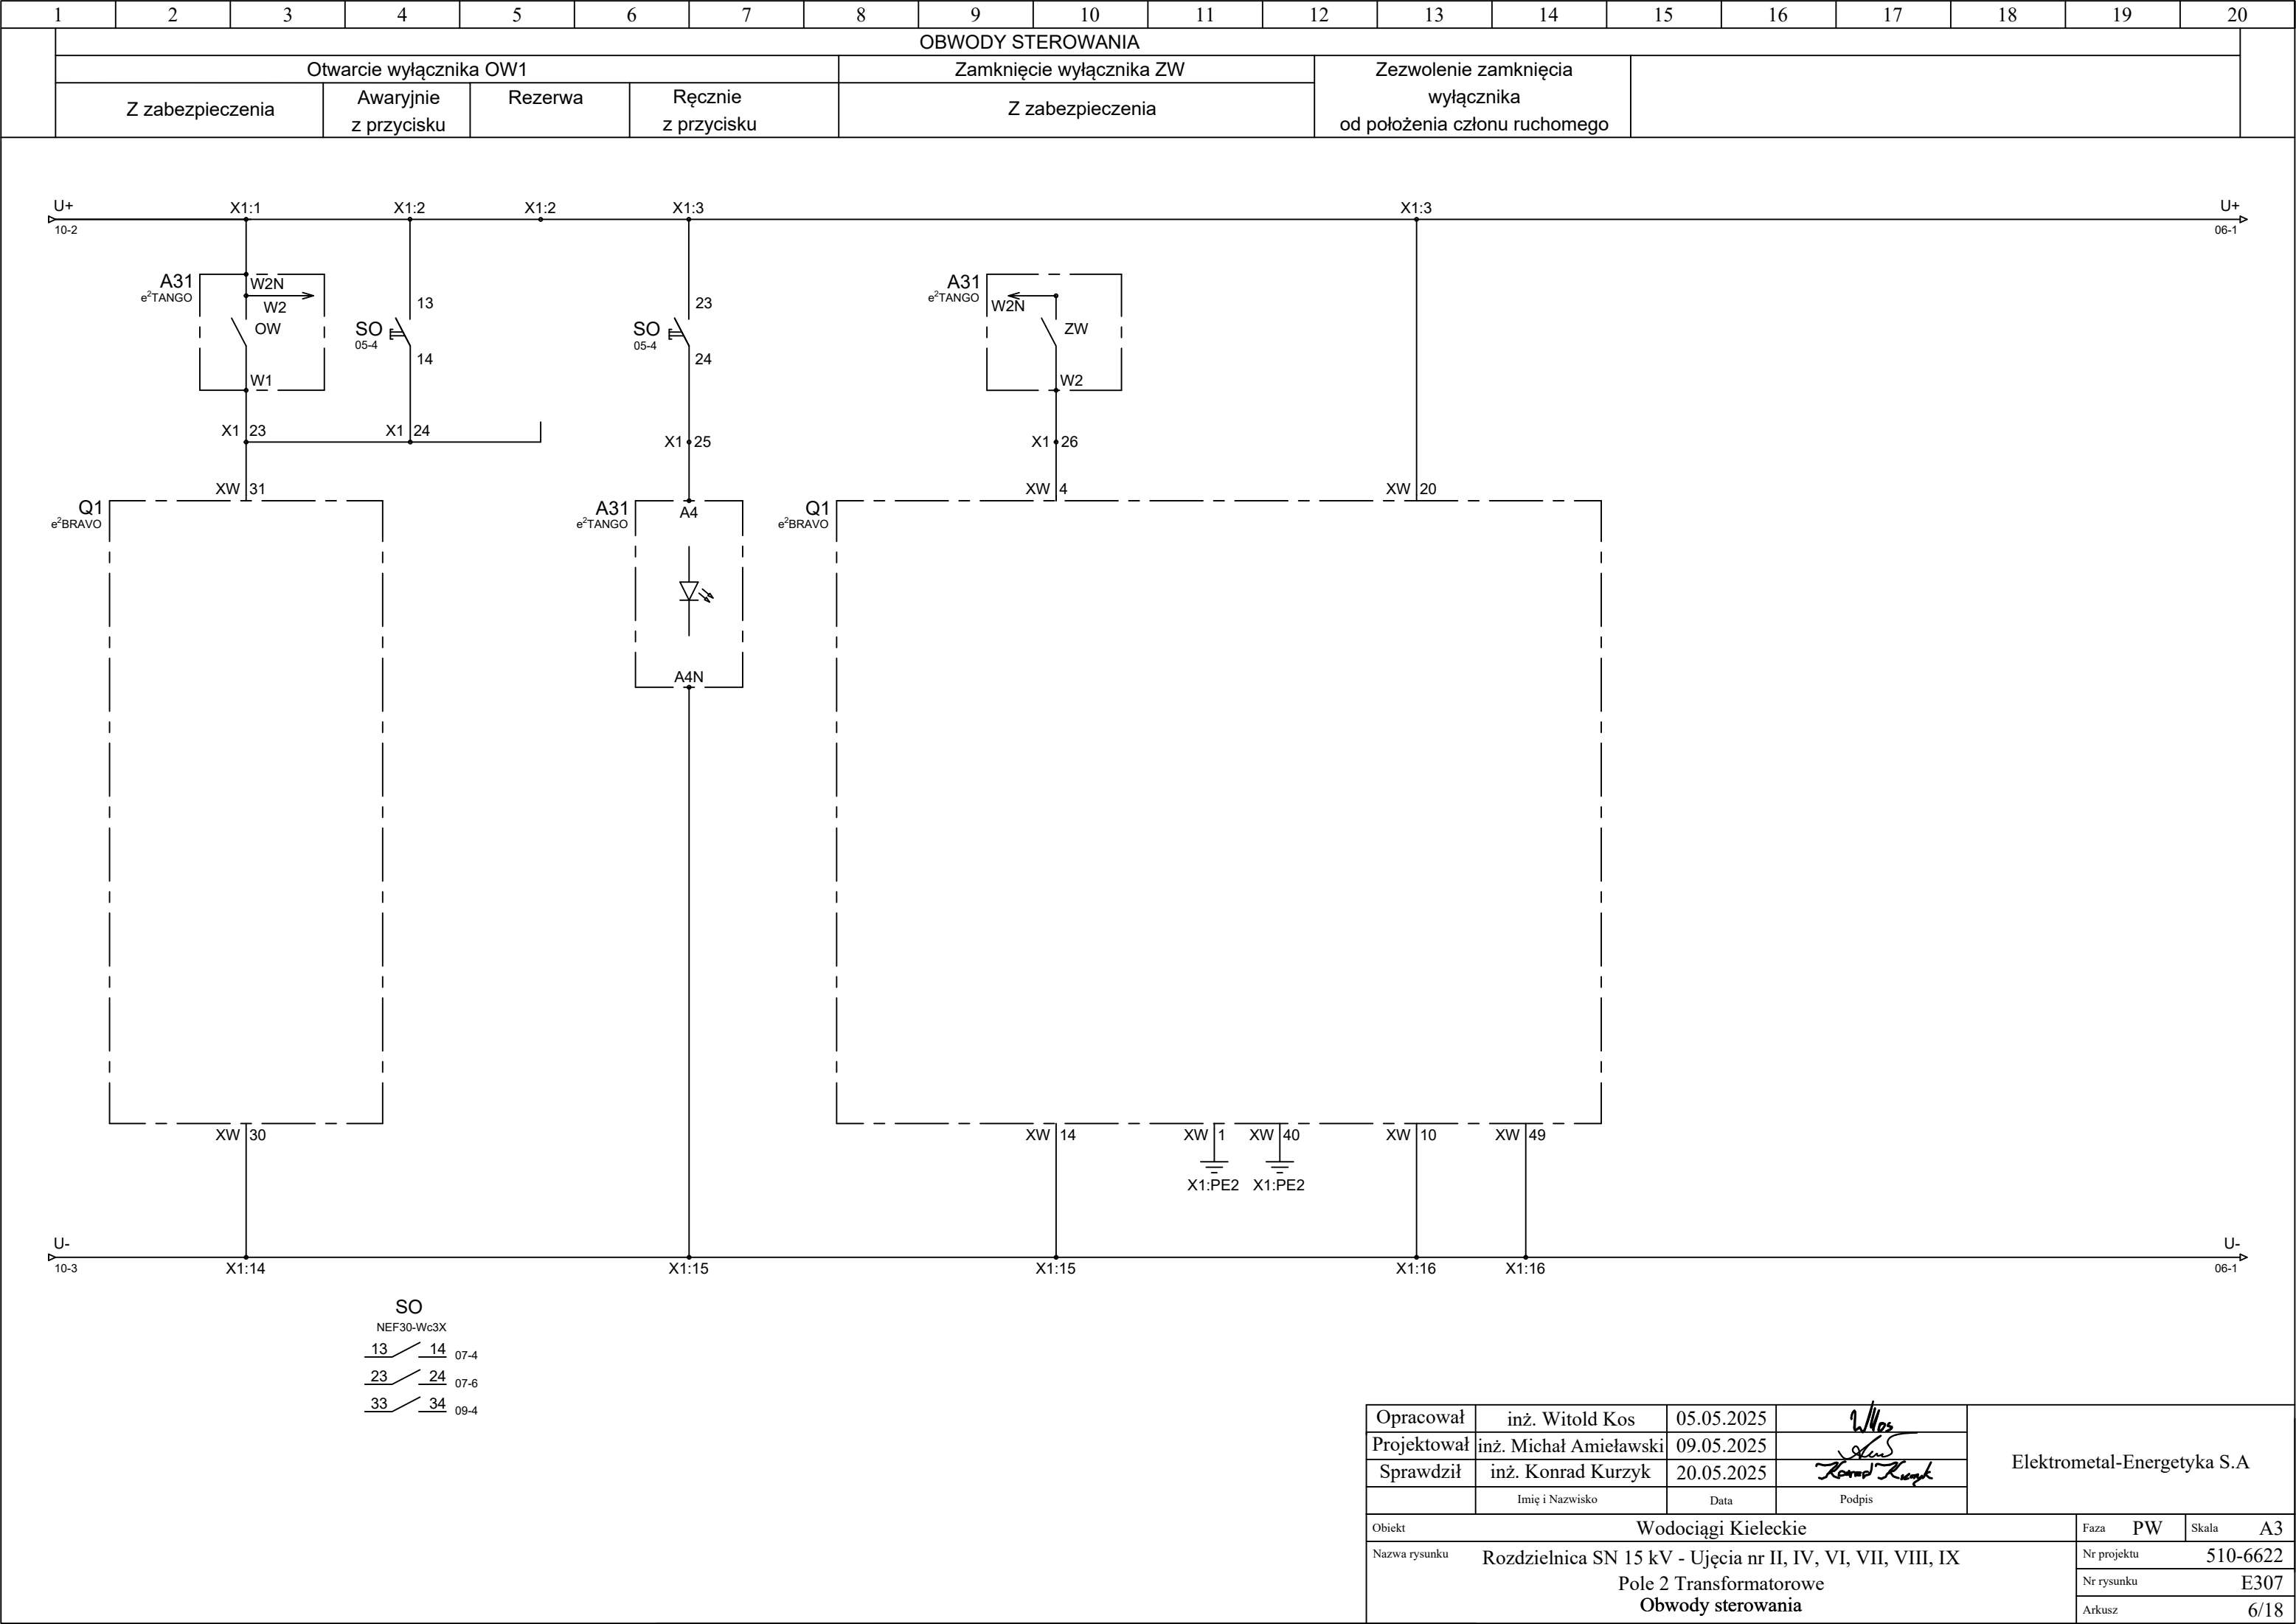 1 2 3 4 5 6 7 8 9 10 11 12 13 14 15 16 17 18 19 20
OBWODY STEROWANIA
Otwarcie wyłącznika OW1
Zamknięcie wyłącznika ZW
Zezwolenie zamknięcia
wyłącznika
od położenia członu ruchomego
Z zabezpieczenia
Awaryjnie
z przycisku
Rezerwa
Ręcznie
z przycisku
Z zabezpieczenia
U+ X1:1 X1:2 X1:2 X1:3 X1:3 U+
10-2 06-1
A31
e²TANGO
W2N
W2
OW
W1
SO
05-4
13
14
SO
05-4
23
24
A31
e²TANGO
W2N
ZW
W2
X1 23 X1 24 X1 25 X1 26
XW 31 XW 4 XW 20
Q1
e²BRAVO
A31
e²TANGO
A4
A4N
Q1
e²BRAVO
XW 30 XW 14 XW 1 XW 40 XW 10 XW 49
X1:PE2 X1:PE2
U- U-
10-3 X1:14 X1:15 X1:15 X1:16 X1:16 06-1
SO
NEF30-Wc3X
13 14 07-4
23 24 07-6
33 34 09-4
Opracował inż. Witold Kos 05.05.2025
Projektował inż. Michał Amieławski 09.05.2025
Sprawdził inż. Konrad Kurzyk 20.05.2025 Konrad Kurzyk
Imię i Nazwisko Data Podpis
Elektrometal-Energetyka S.A
Obiekt Wodociągi Kieleckie Faza PW Skala A3
Nazwa rysunku Rozdzielnica SN 15 kV - Ujęcia nr II, IV, VI, VII, VIII, IX
Pole 2 Transformatorowe
Obwody sterowania
Nr projektu 510-6622
Nr rysunku E307
Arkusz 6/18